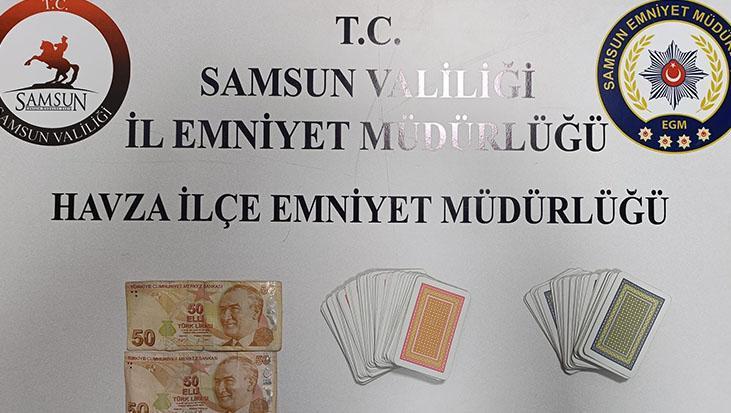 T.C.
SAMSUN
SAMSUN VALİLİĞİ
SAMSUN EMNİYET MÜDÜR
EGM
T.C.
SAMSUN VALİLİĞİ
İL EMNİYET MÜDÜRLÜĞÜ
HAVZA İLÇE EMNİYET MÜDÜRLÜĞÜ
TÜRKİYE CUMHURİYET MERKEZ BANKASI
50
ELLİ
TÜRK LİRASI
50
50
TÜRKİYE CUMHURİYET MERKEZ BANKASI
50
ELLİ
TÜRK LİRASI
50